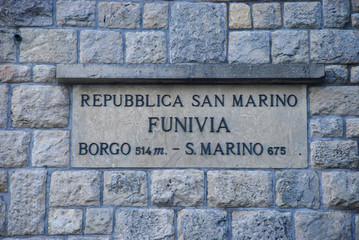 REPUBBLICA SAN MARINO
FUNIVIA
BORGO 514 m. - S. MARINO 675